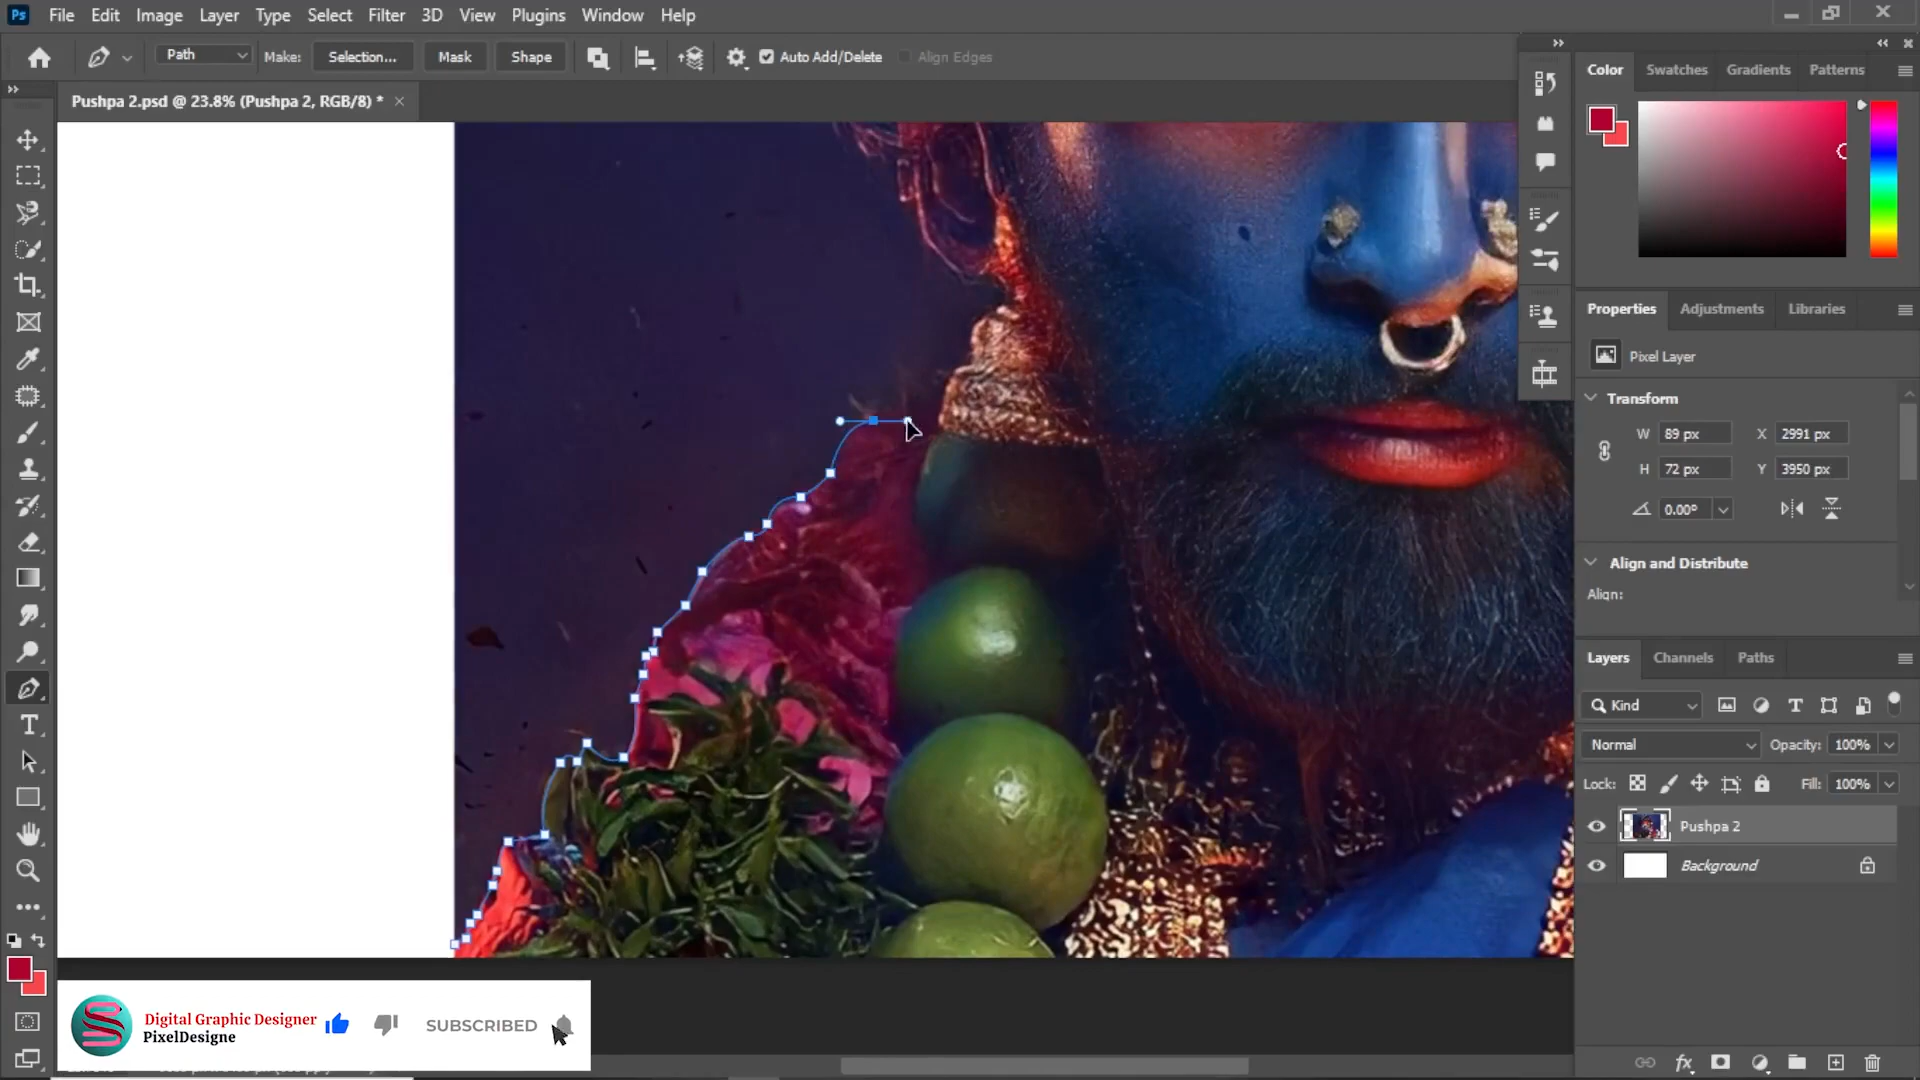 Ps File Edit Image Layer Type Select Filter 3D View Plugins Window Help
Path Make: Selection... Mask Shape Auto Add/Delete Align Edges
Pushpa 2.psd @ 23.8% (Pushpa 2, RGB/8) *
Color Swatches Gradients Patterns
Properties Adjustments Libraries
Pixel Layer
Transform
W 89 px X 2991 px
H 72 px Y 3950 px
0.00°
Align and Distribute
Align:
Layers Channels Paths
Kind
Normal Opacity: 100%
Lock: Fill: 100%
Pushpa 2
Background
Digital Graphic Designer
PixelDesigne
SUBSCRIBED